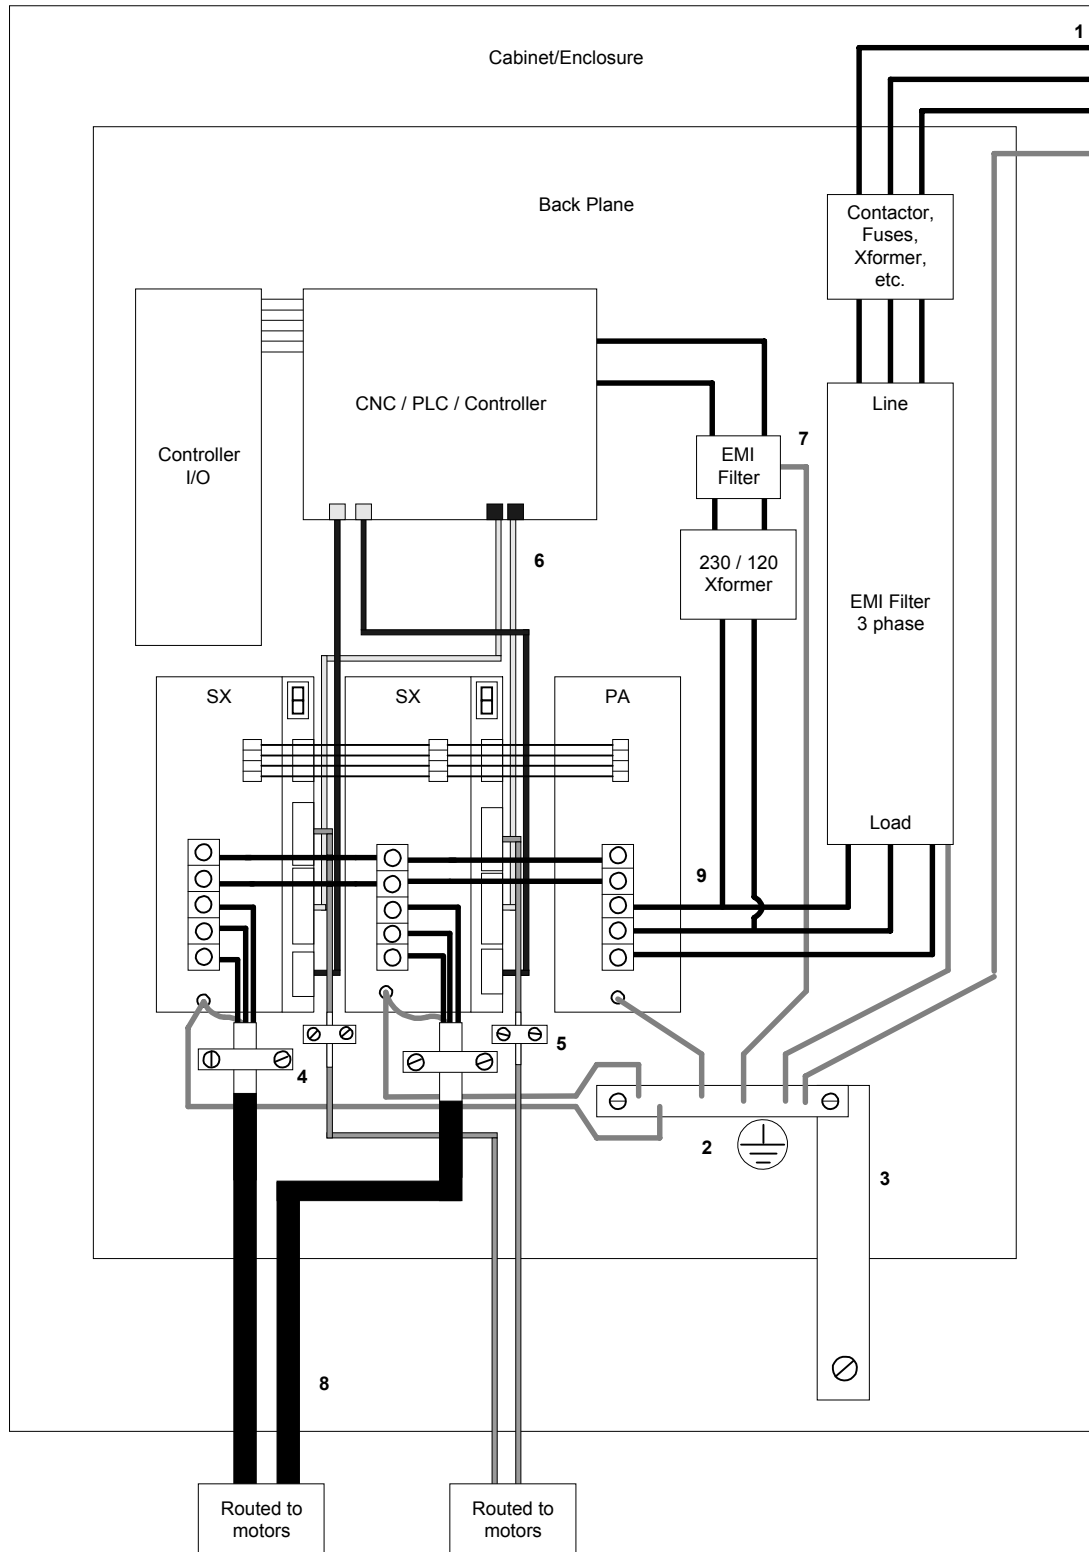 1
Cabinet/Enclosure
Back Plane
Contactor,
Fuses,
Xformer,
etc.
CNC / PLC / Controller
Line
Controller
I/O
EMI
Filter
7
6
230 / 120
Xformer
EMI Filter
3 phase
SX
SX
PA
Load
9
4
5
2
3
8
Routed to
motors
Routed to
motors